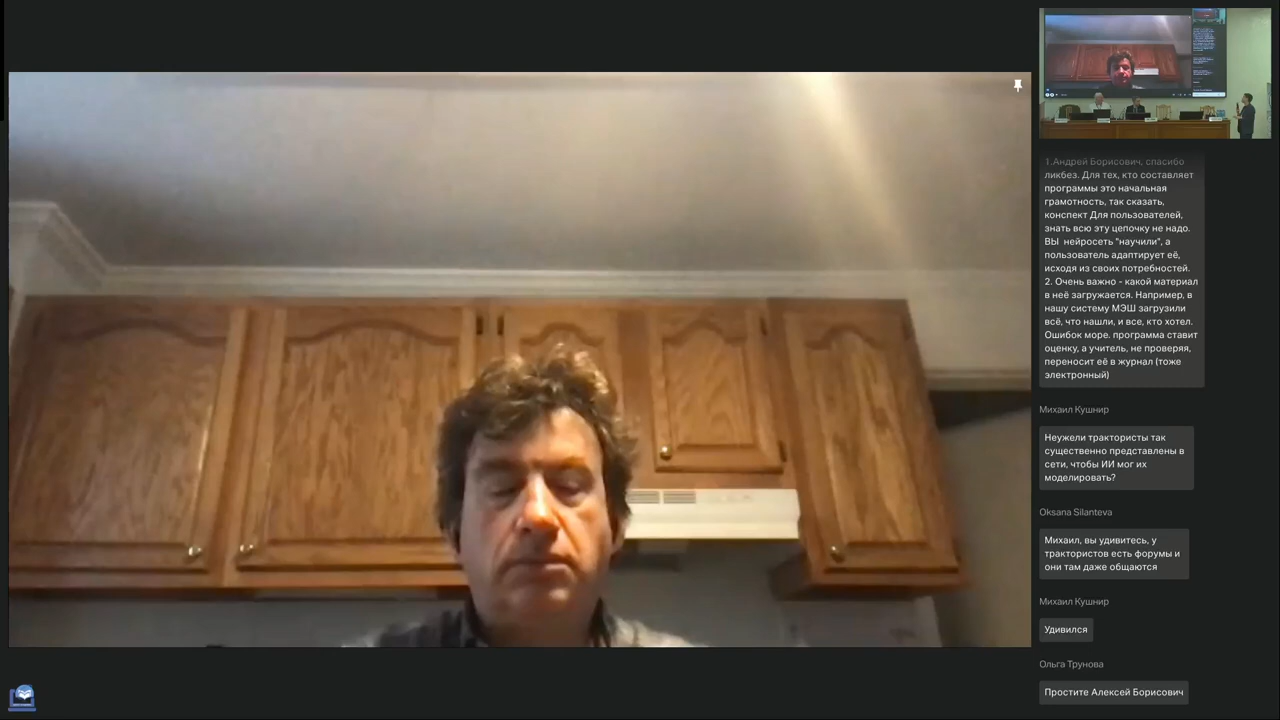 1.Андрей Борисович, спасибо
ликбез. Для тех, кто составляет
программы это начальная
грамотность, так сказать,
конспект Для пользователей,
знать всю эту цепочку не надо.
ВЫ нейросеть "научили", а
пользователь адаптирует её,
исходя из своих потребностей.
2. Очень важно - какой материал
в неё загружается. Например, в
нашу систему МЭШ загрузили
всё, что нашли, и все, кто хотел.
Ошибок море. программа ставит
оценку, а учитель, не проверяя,
переносит её в журнал (тоже
электронный)
Михаил Кушнир
Неужели трактористы так
существенно представлены в
сети, чтобы ИИ мог их
моделировать?
Oksana Silanteva
Михаил, вы удивитесь, у
трактористов есть форумы и
они там даже общаются
Михаил Кушнир
Удивился
Ольга Трунова
Простите Алексей Борисович